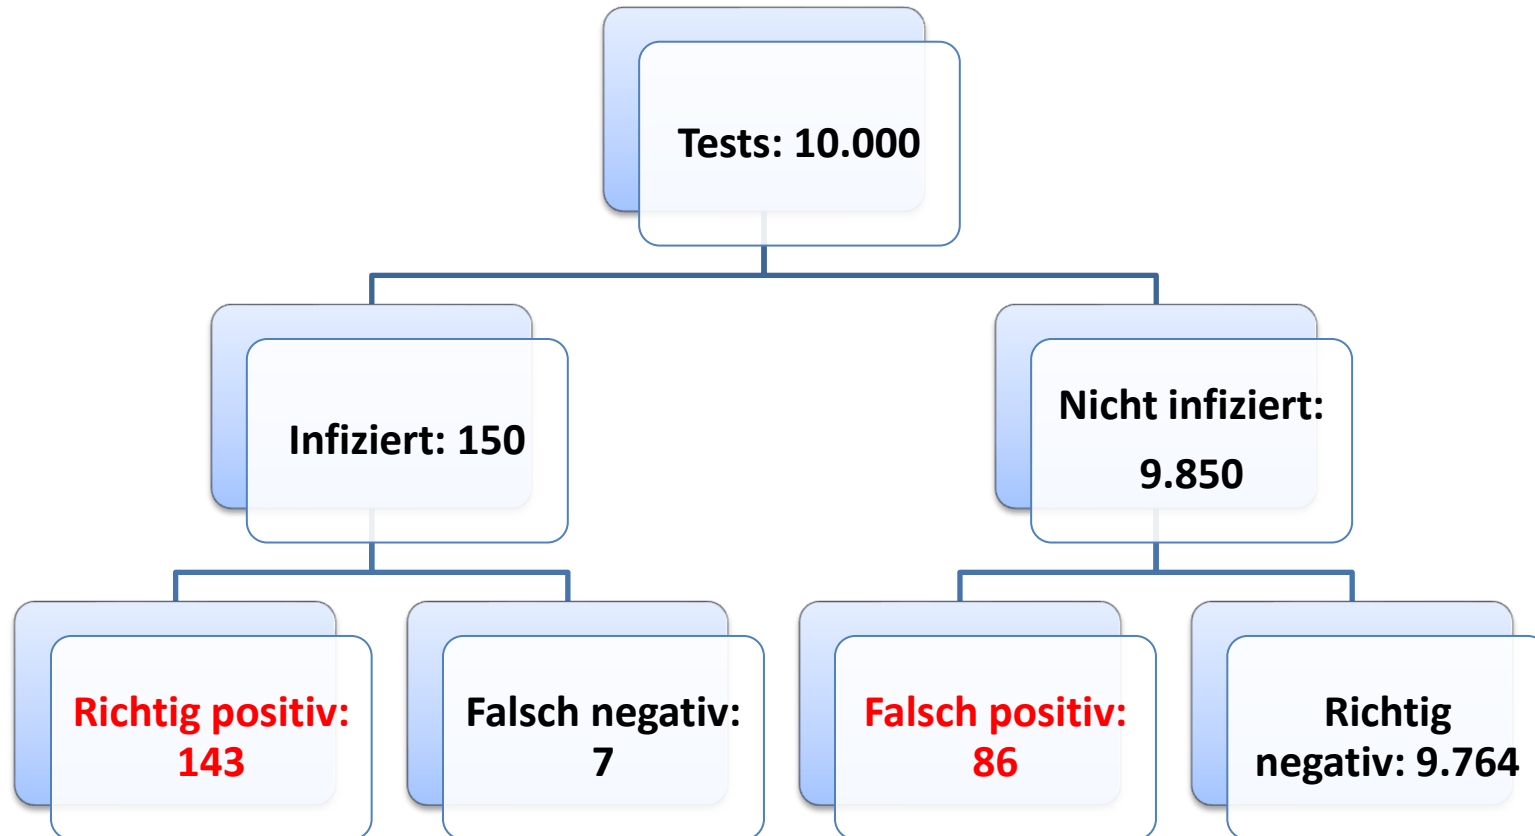 Tests: 10.000
Infiziert: 150
Nicht infiziert:
9.850
Richtig positiv:
143
Falsch negativ:
7
Falsch positiv:
86
Richtig
negativ: 9.764